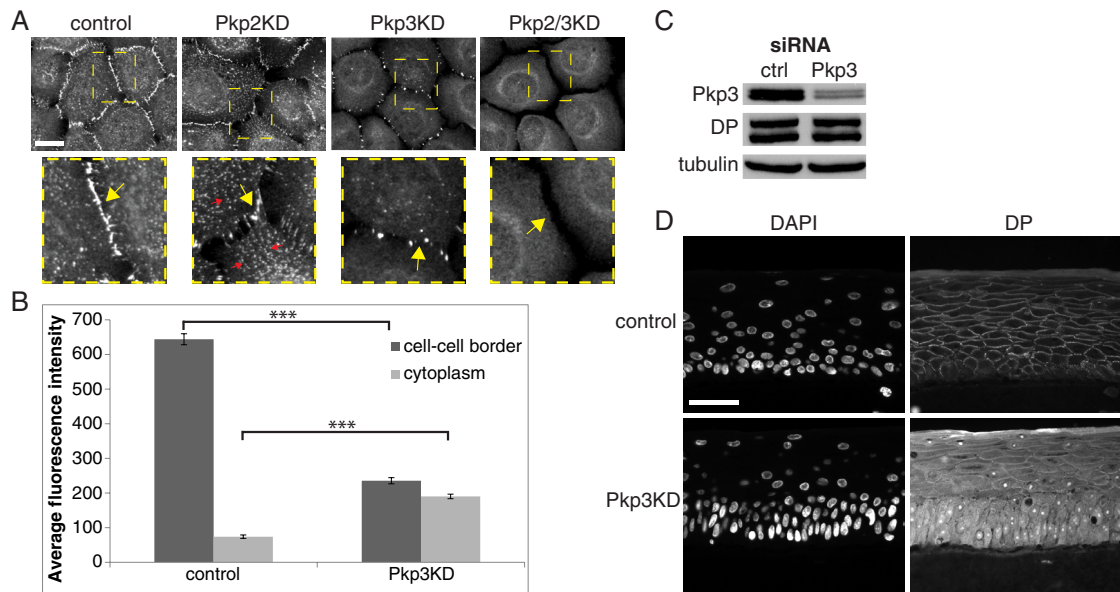 A
control
Pkp2KD
Pkp3KD
Pkp2/3KD
B
Average fluorescence intensity
700
600
500
400
300
200
100
0
***
***
cell-cell border
cytoplasm
control
Pkp3KD
C
siRNA
ctrl Pkp3
Pkp3
DP
tubulin
D
DAPI
DP
control
Pkp3KD